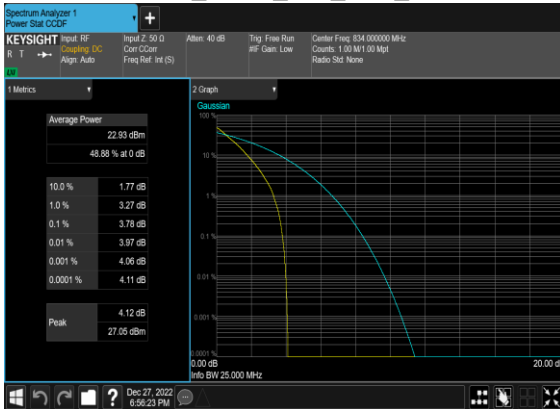 Spectrum Analyzer 1
Power Stat CCDF
+
KEYSIGHT
R T
LXI
Input: RF
Coupling: DC
Align: Auto
Input Z: 50 Ω
Corr CCorr
Freq Ref: Int (S)
Atten: 40 dB
Trig: Free Run
#IF Gain: Low
Center Freq: 834.000000 MHz
Counts: 1.00 M/1.00 Mpt
Radio Std: None
1 Metrics
Average Power
22.93 dBm
48.88 % at 0 dB
10.0 % 1.77 dB
1.0 % 3.27 dB
0.1 % 3.78 dB
0.01 % 3.97 dB
0.001 % 4.06 dB
0.0001 % 4.11 dB
Peak
4.12 dB
27.05 dBm
2 Graph
Gaussian
100 %
10 %
1 %
0.1 %
0.01 %
0.001 %
0.0001 %
0.00 dB
20.00 d
Info BW 25.000 MHz
?
Dec 27, 2022
6:56:23 PM